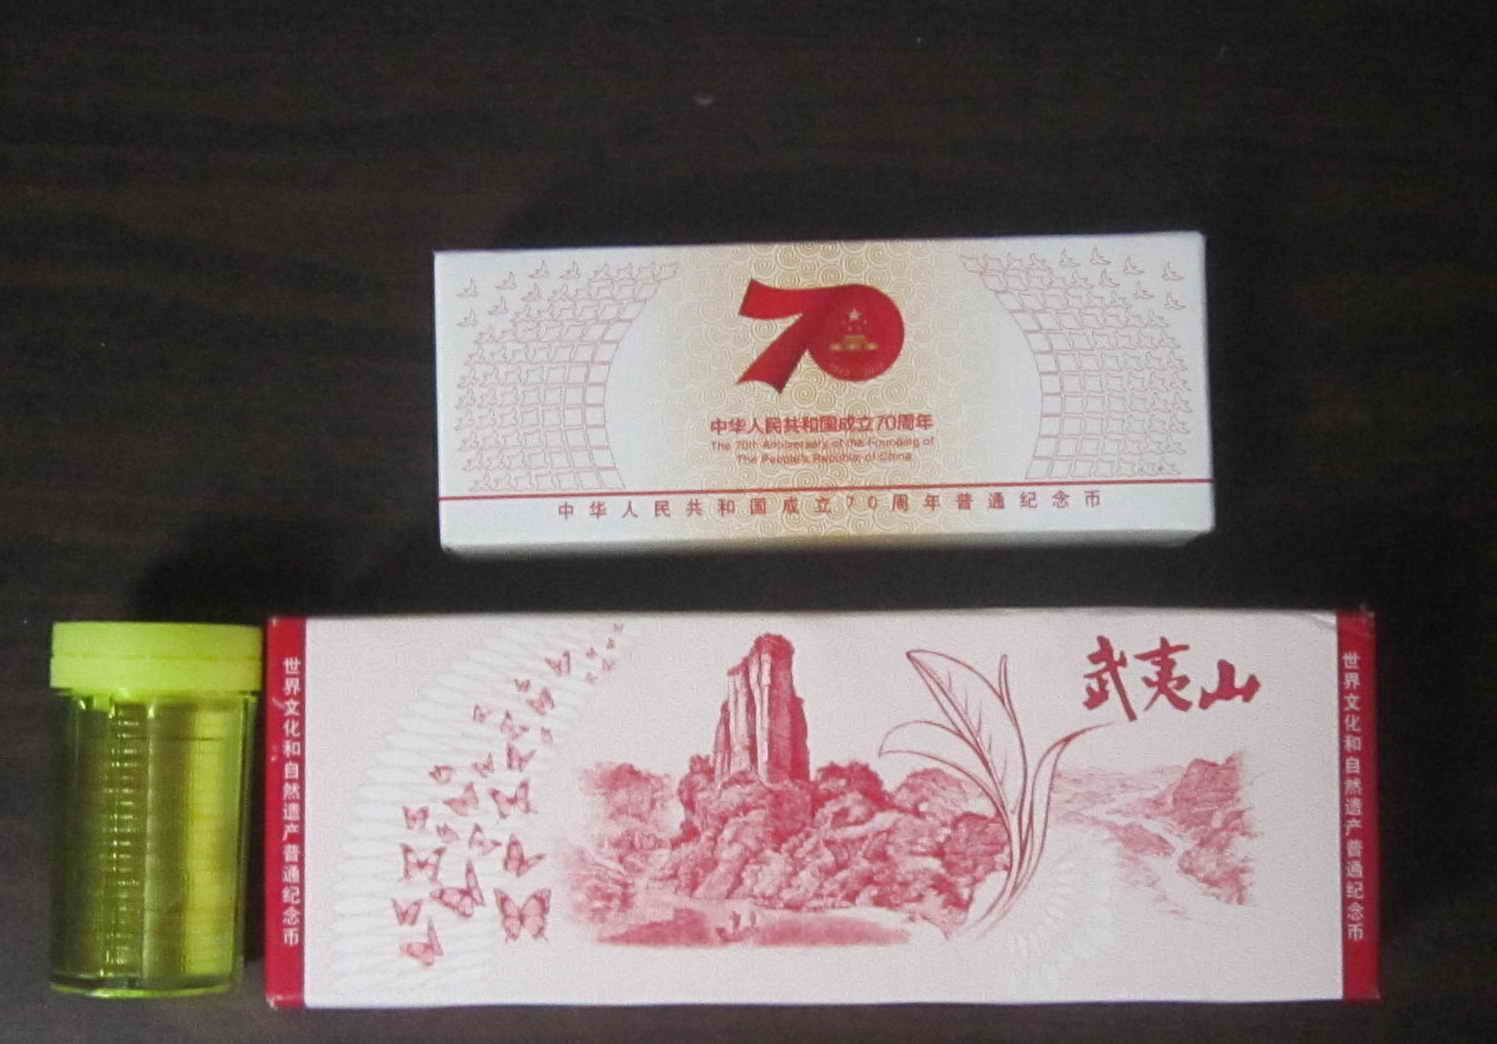 70
中华人民共和国成立70周年
The 70th Anniversary of the Founding of
The People's Republic of China
中华人民共和国成立70周年普通纪念币
世界文化和自然遗产普通纪念币
武夷山
世界文化和自然遗产普通纪念币